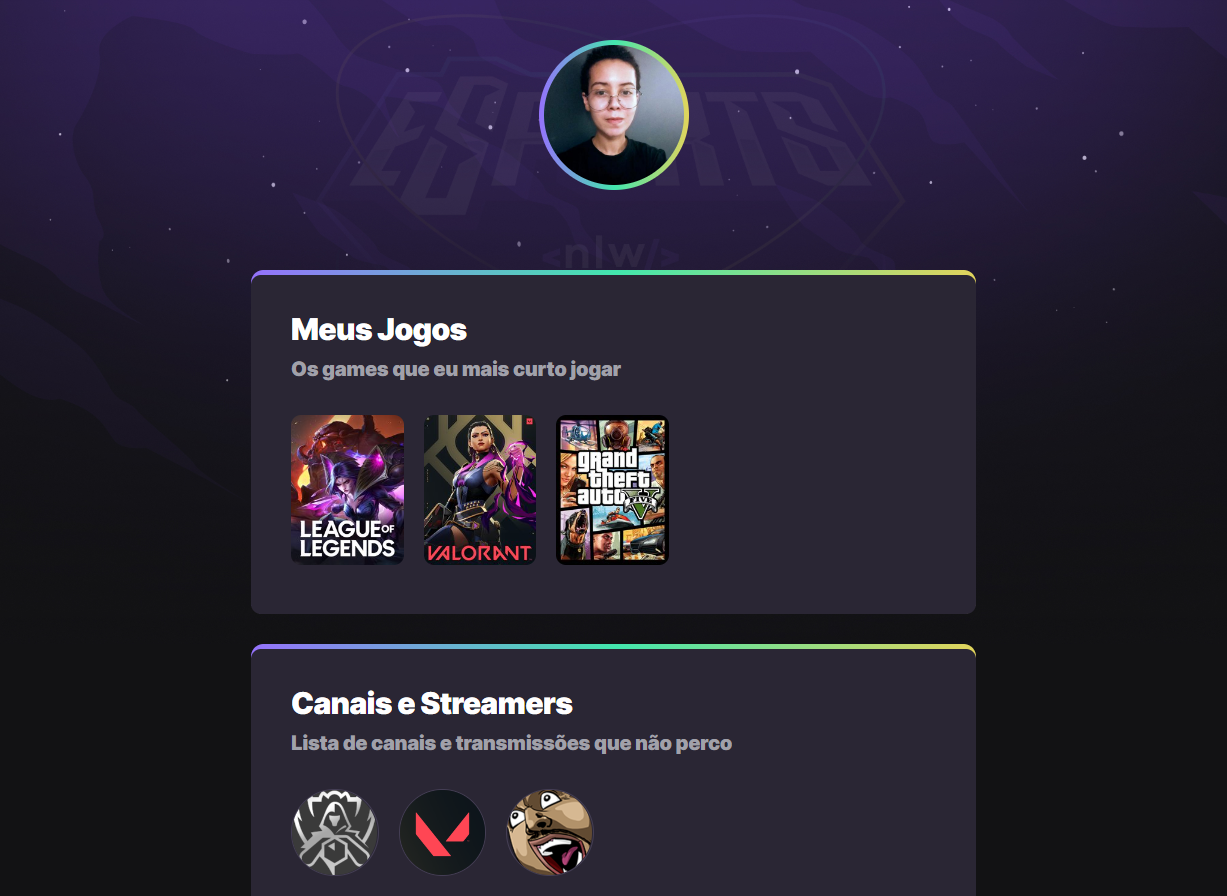 ESPORTS
<nlw/>
Meus Jogos
Os games que eu mais curto jogar
LEAGUE OF
LEGENDS
VALORANT
grand
theft
auto V
FIVE
Canais e Streamers
Lista de canais e transmissões que não perco